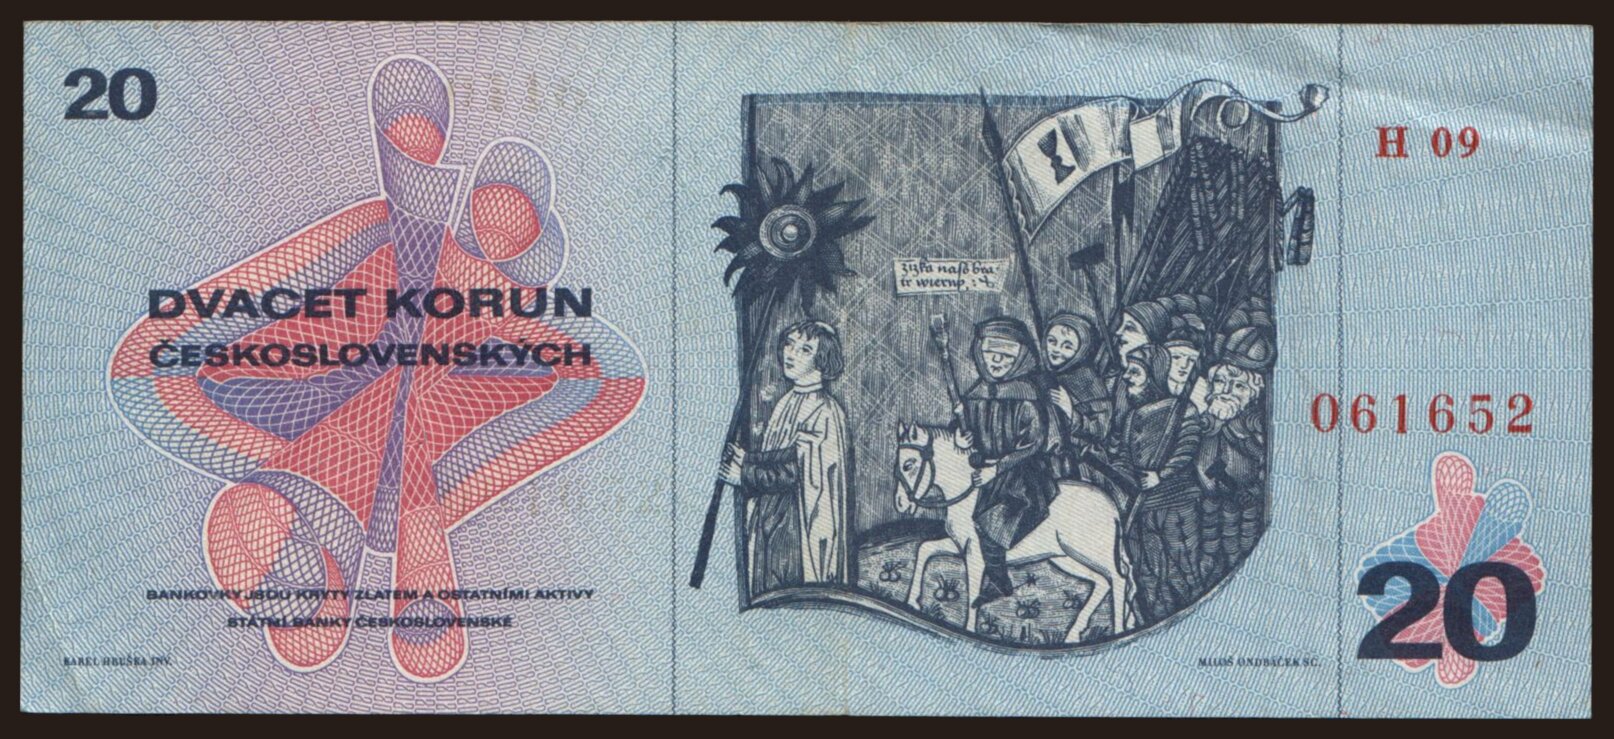 20
DVACET KORUN
ČESKOSLOVENSKÝCH
BANKOVKY JSOU KRYTY ZLATEM A OSTATNÍMI AKTIVY
STÁTNÍ BANKY ČESKOSLOVENSKÉ
KAREL HRUŠKA INV.
H 09
061652
20
MILOŠ ONDRÁČEK SC.